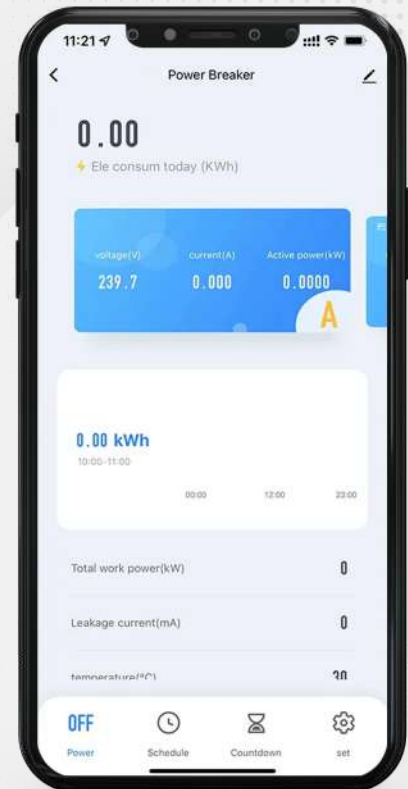 11:21
Power Breaker
0.00
Ele consum today (KWh)
voltage(V) current(A) Active power(kW)
239.7 0.000 0.0000
A
0.00 kWh
10:00-11:00
00:00 12:00 23:00
Total work power(kW) 0
Leakage current(mA) 0
temperature(°C) 30
OFF
Power Schedule Countdown set